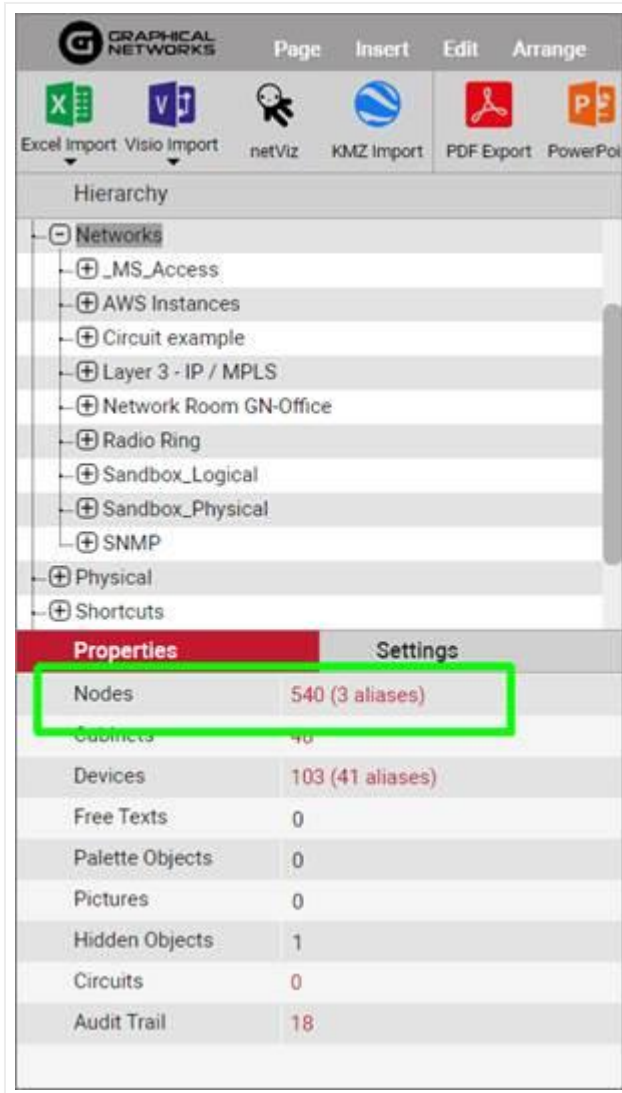 GRAPHICAL
NETWORKS
Page Insert Edit Arrange
Excel Import Visio Import netViz KMZ Import PDF Export PowerPoi
Hierarchy
Networks
_MS_Access
AWS Instances
Circuit example
Layer 3 - IP / MPLS
Network Room GN-Office
Radio Ring
Sandbox_Logical
Sandbox_Physical
SNMP
Physical
Shortcuts
Properties Settings
Nodes 540 (3 aliases)
Cabinets 48
Devices 103 (41 aliases)
Free Texts 0
Palette Objects 0
Pictures 0
Hidden Objects 1
Circuits 0
Audit Trail 18